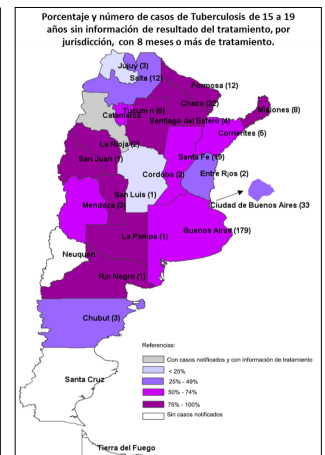 Porcentaje y número de casos de Tuberculosis de 15 a 19
años sin información de resultado del tratamiento, por
jurisdicción, con 8 meses o más de tratamiento.
Jujuy (3)
Salta (12)
Formosa (12)
Chaco (22)
Misiones (8)
Tucumán (6)
Catamarca
Santiago del Estero (4)
Corrientes (5)
La Rioja (2)
Santa Fe (19)
San Juan (1)
Cordoba (2)
Entre Rjos (2)
San Luis (1)
Mendoza (3)
Ciudad de Buenos Aires (33
Buenos Aires (179)
La Pampa (1)
Neuquen
Rjo Negro (1)
Chubut (3)
Santa Cruz
Tierra del Fuego
Referencias:
Con casos notificados y con información de tratamiento
< 25%
25% - 49%
50% - 74%
75% - 100%
Sin casos notificados